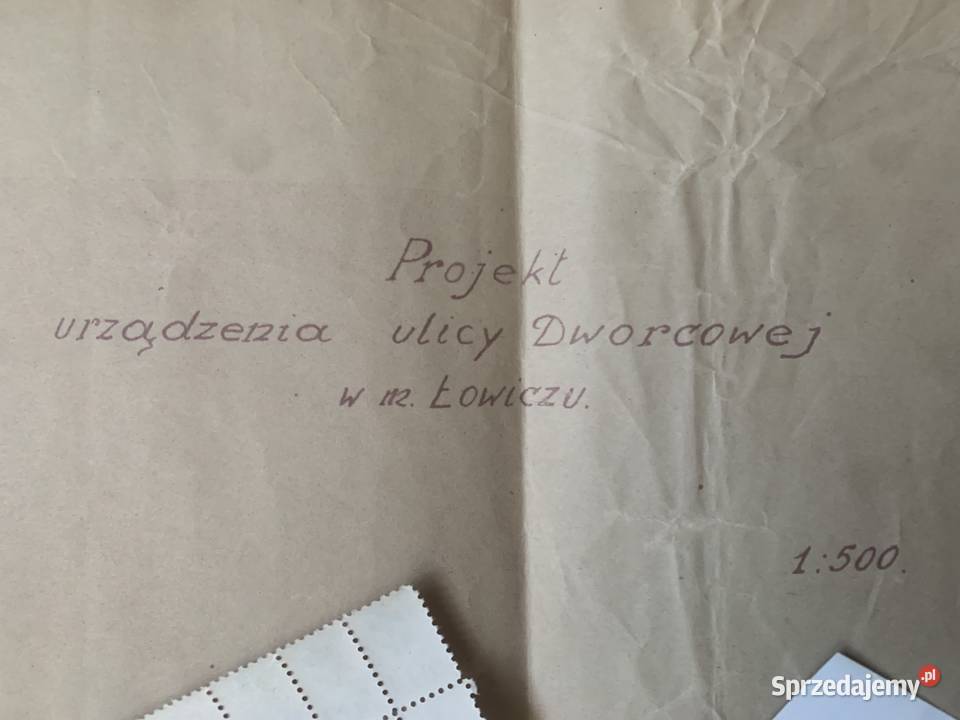 Projekt
urządzenia ulicy Dworcowej
w m. Łowiczu.
1:500.
Sprzedajemy.pl